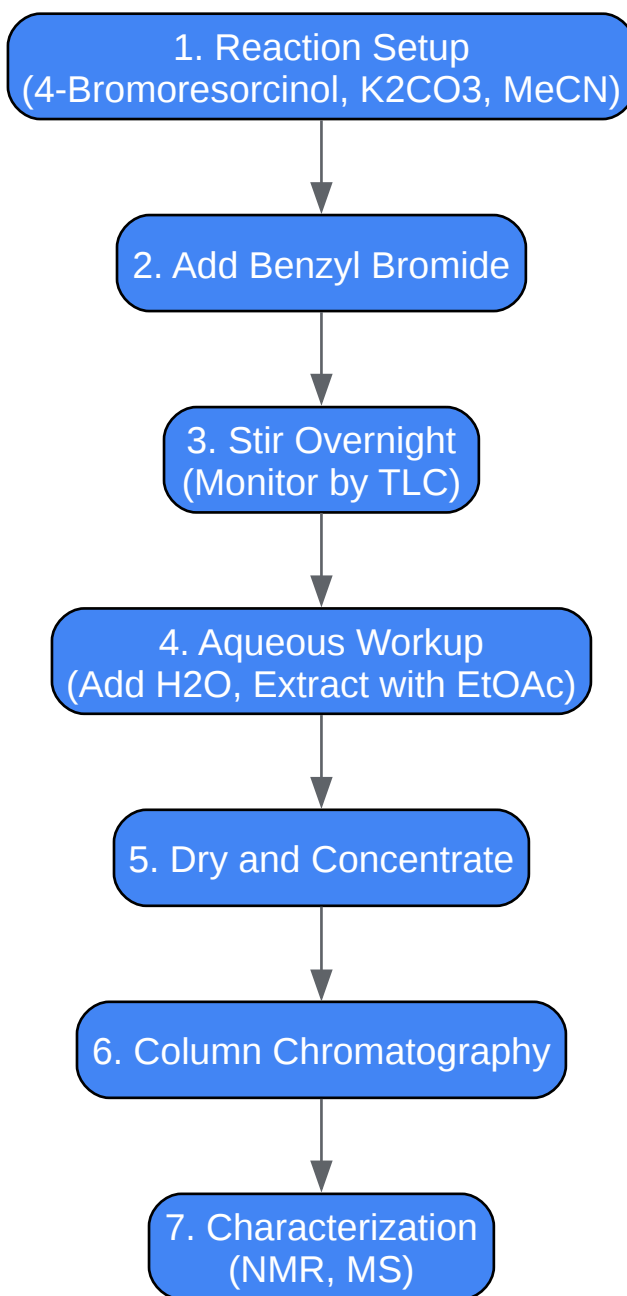 1. Reaction Setup
(4-Bromoresorcinol, K2CO3, MeCN)
2. Add Benzyl Bromide
3. Stir Overnight
(Monitor by TLC)
4. Aqueous Workup
(Add H2O, Extract with EtOAc)
5. Dry and Concentrate
6. Column Chromatography
7. Characterization
(NMR, MS)